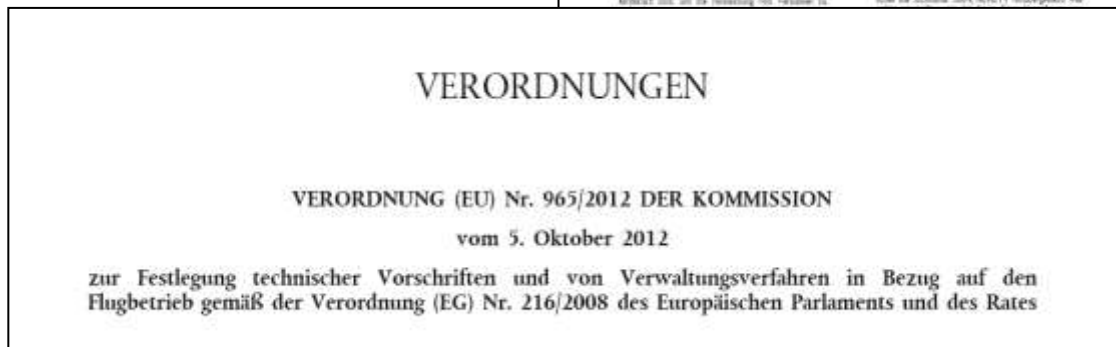 VERORDNUNGEN
VERORDNUNG (EU) Nr. 965/2012 DER KOMMISSION
vom 5. Oktober 2012
zur Festlegung technischer Vorschriften und von Verwaltungsverfahren in Bezug auf den
Flugbetrieb gemäß der Verordnung (EG) Nr. 216/2008 des Europäischen Parlaments und des Rates